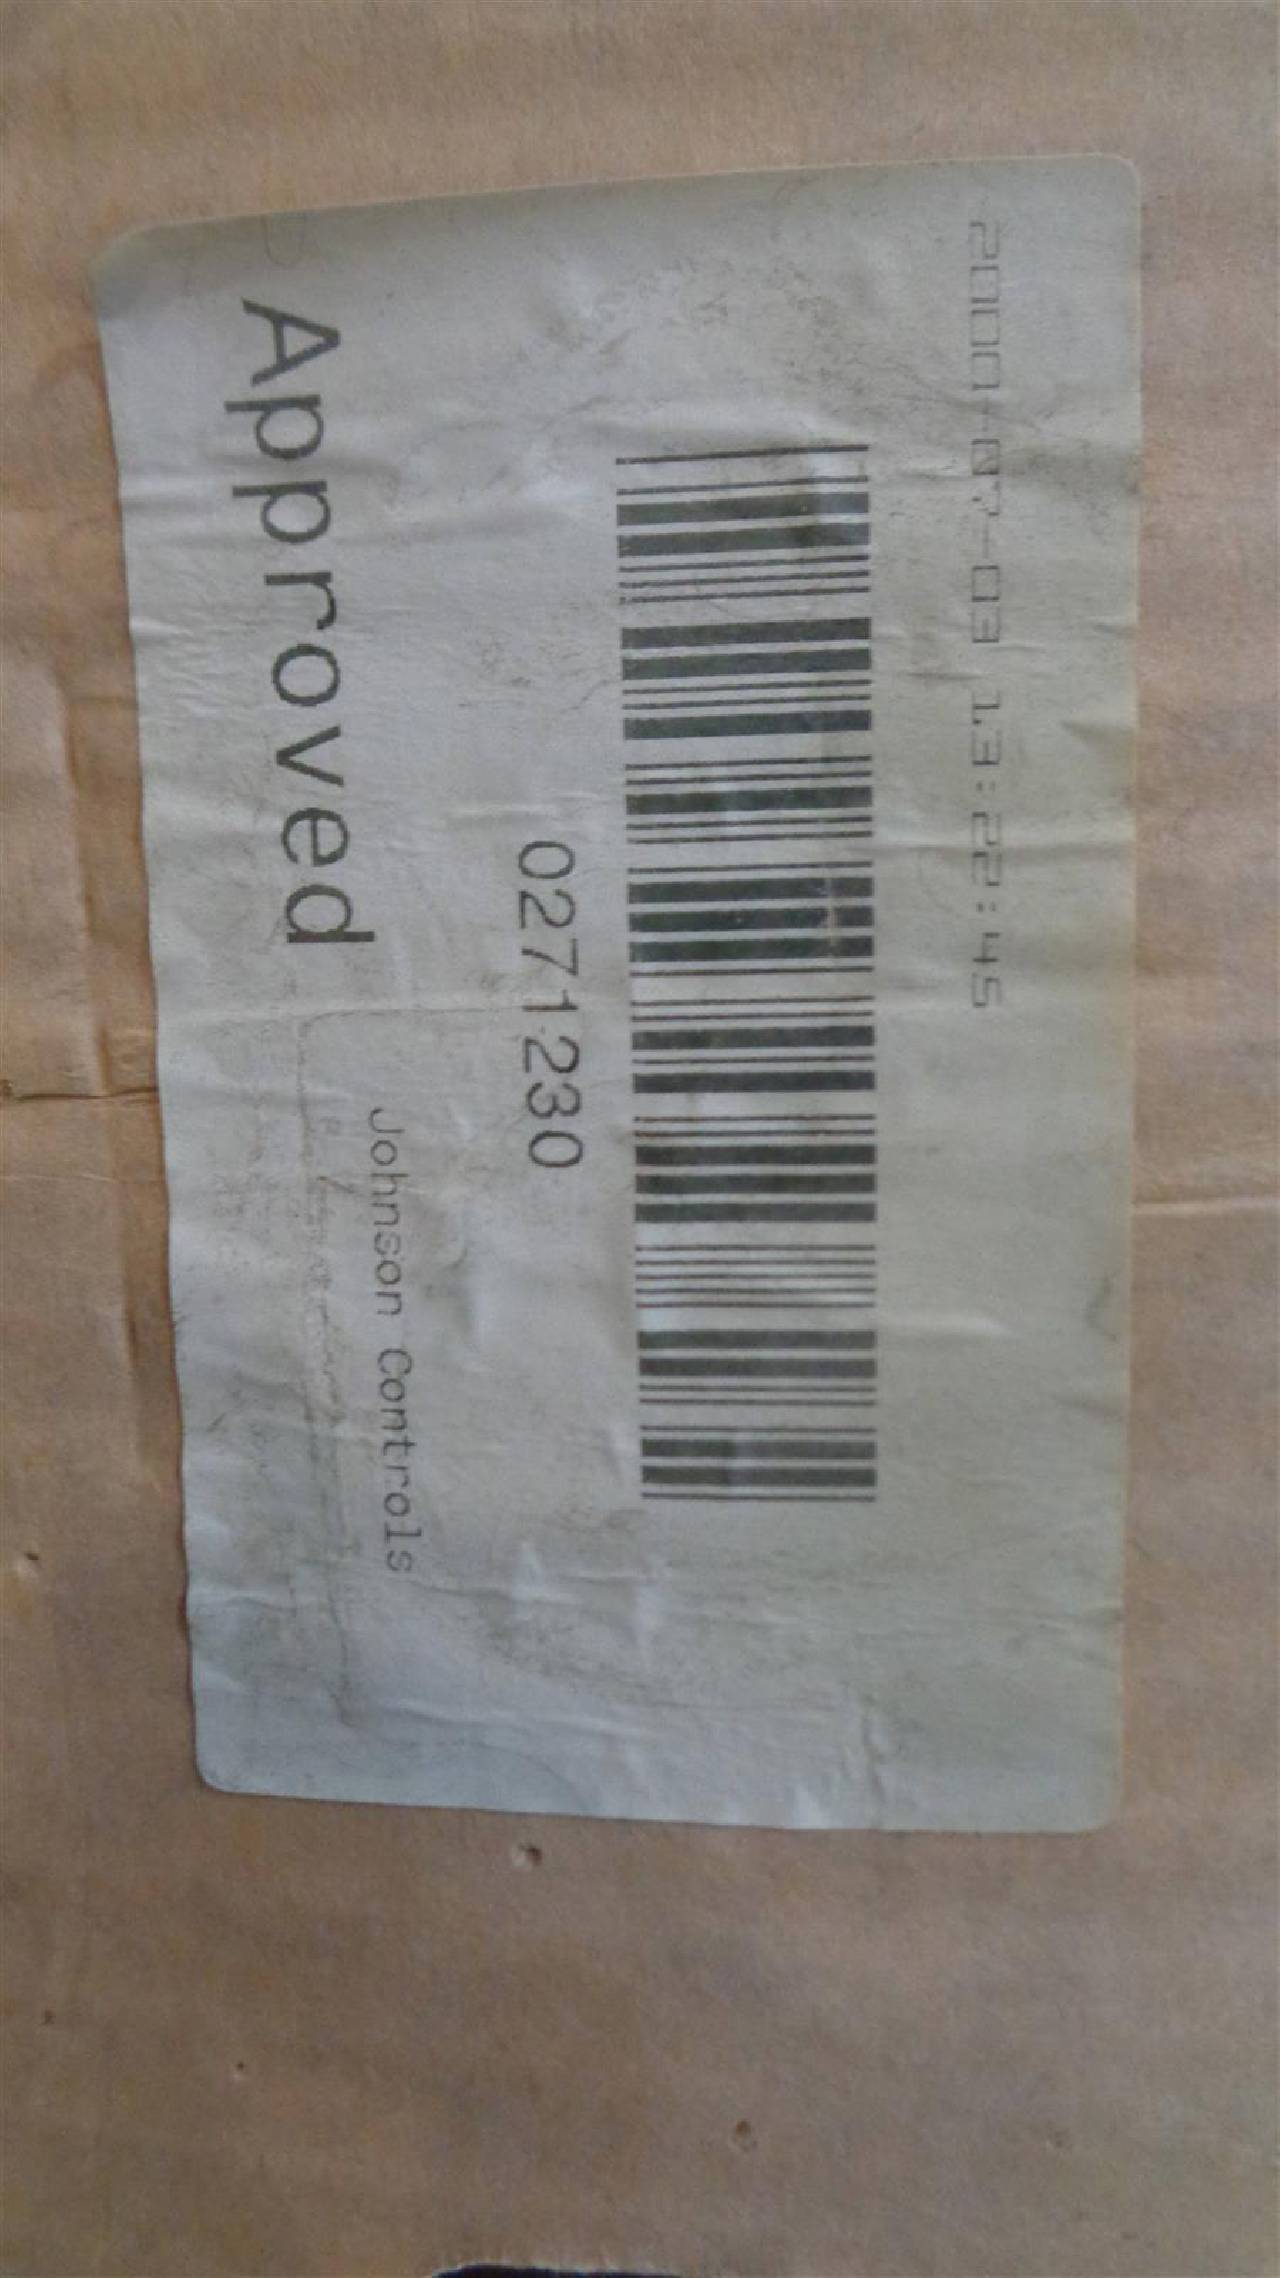 2000-07-03 13:22:45
0271230
Johnson Controls
Approved